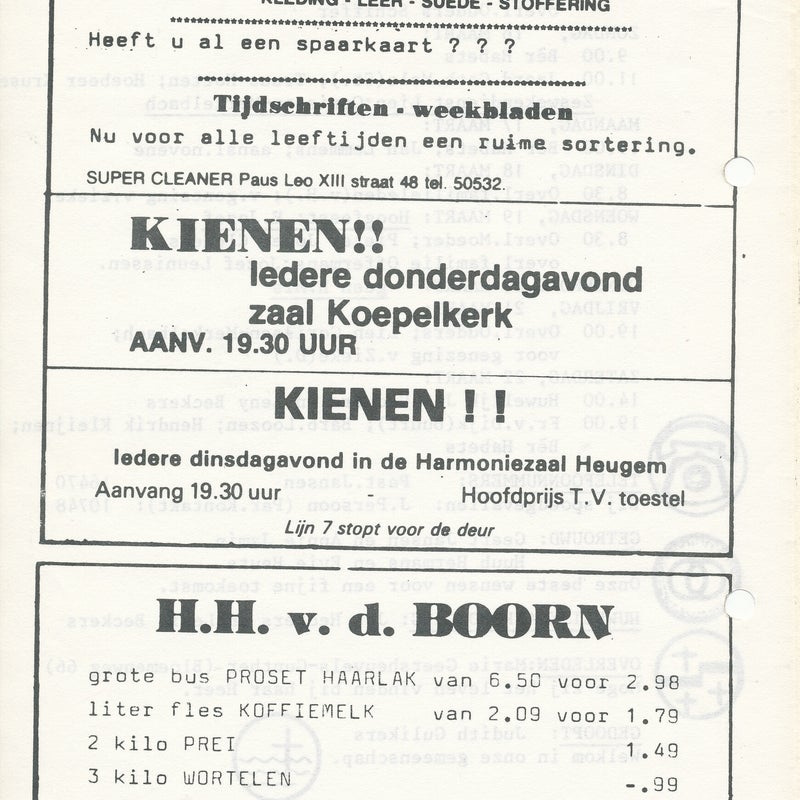 KLEDING - LEER - SUEDE - STOFFERING
Heeft u al een spaarkaart ? ? ?
Tijdschriften - weekbladen
Nu voor alle leeftijden een ruime sortering.
SUPER CLEANER Paus Leo XIII straat 48 tel. 50532.
KIENEN!!
Iedere donderdagavond
zaal Koepelkerk
AANV. 19.30 UUR
KIENEN ! !
Iedere dinsdagavond in de Harmoniezaal Heugem
Aanvang 19.30 uur - Hoofdprijs T.V. toestel
Lijn 7 stopt voor de deur
H.H. v. d. BOORN
grote bus PROSET HAARLAK van 6.50 voor 2.98
liter fles KOFFIEMELK van 2.09 voor 1.79
2 kilo PREI 1.49
3 kilo WORTELEN -.99